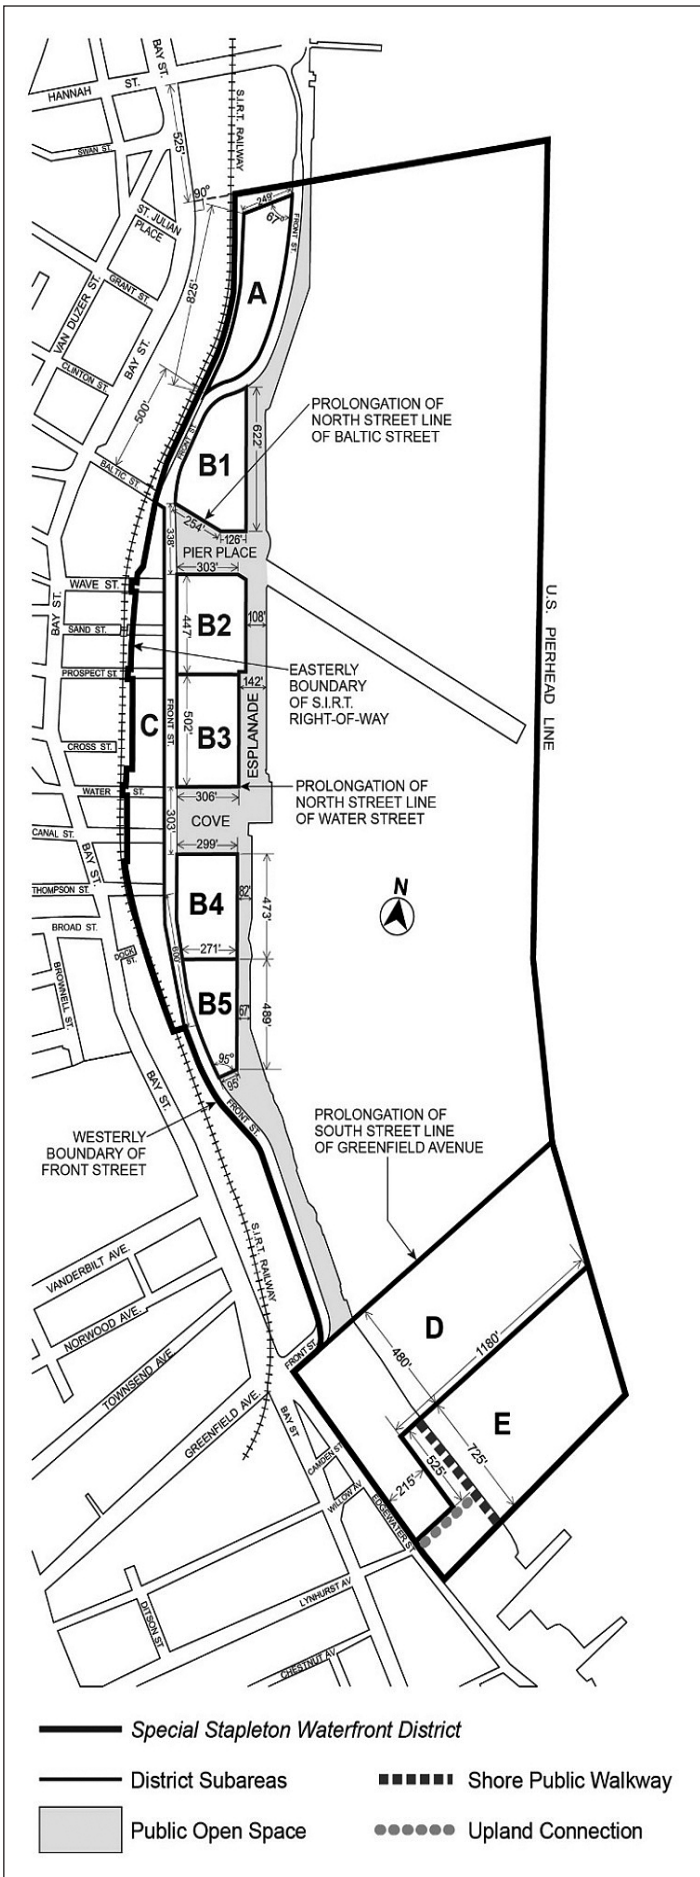 HANNAH ST.
BAY ST.
S.I.R.T. RAILWAY
525'
SWAN ST.
90°
249'
67°
FRONT ST.
ST. JULIAN
PLACE
825'
A
GRANT ST.
VAN DUZER ST.
BAY ST.
CLINTON ST.
500'
PROLONGATION OF
NORTH STREET LINE
OF BALTIC STREET
622'
FRONT ST.
B1
BALTIC ST.
254'
126'
338'
PIER PLACE
303'
WAVE ST.
U.S. PIERHEAD LINE
BAY ST.
SAND ST.
447'
B2
108'
PROSPECT ST.
EASTERLY
BOUNDARY
OF S.I.R.T.
RIGHT-OF-WAY
142'
C
FRONT ST.
502'
B3
ESPLANADE
CROSS ST.
WATER ST.
PROLONGATION OF
NORTH STREET LINE
OF WATER STREET
306'
303'
COVE
CANAL ST.
299'
BAY ST.
THOMPSON ST.
B4
82'
473'
N
BROAD ST.
271'
DOCK
ST.
600'
BROWNELL ST.
B5
67'
489'
95°
95'
BAY ST.
FRONT ST.
WESTERLY
BOUNDARY OF
FRONT STREET
PROLONGATION OF
SOUTH STREET LINE
OF GREENFIELD AVENUE
S.I.R.T. RAILWAY
VANDERBILT AVE.
NORWOOD AVE.
D
FRONT ST.
480'
1180'
TOWNSEND AVE.
GREENFIELD AVE.
BAY ST
E
CAMDEN ST.
525'
725'
215'
WILLOW AV
EDGEWATER ST.
LYNHURST AV
DITSON ST.
CHESTNUT AV
Special Stapleton Waterfront District
District Subareas
Shore Public Walkway
Public Open Space
Upland Connection